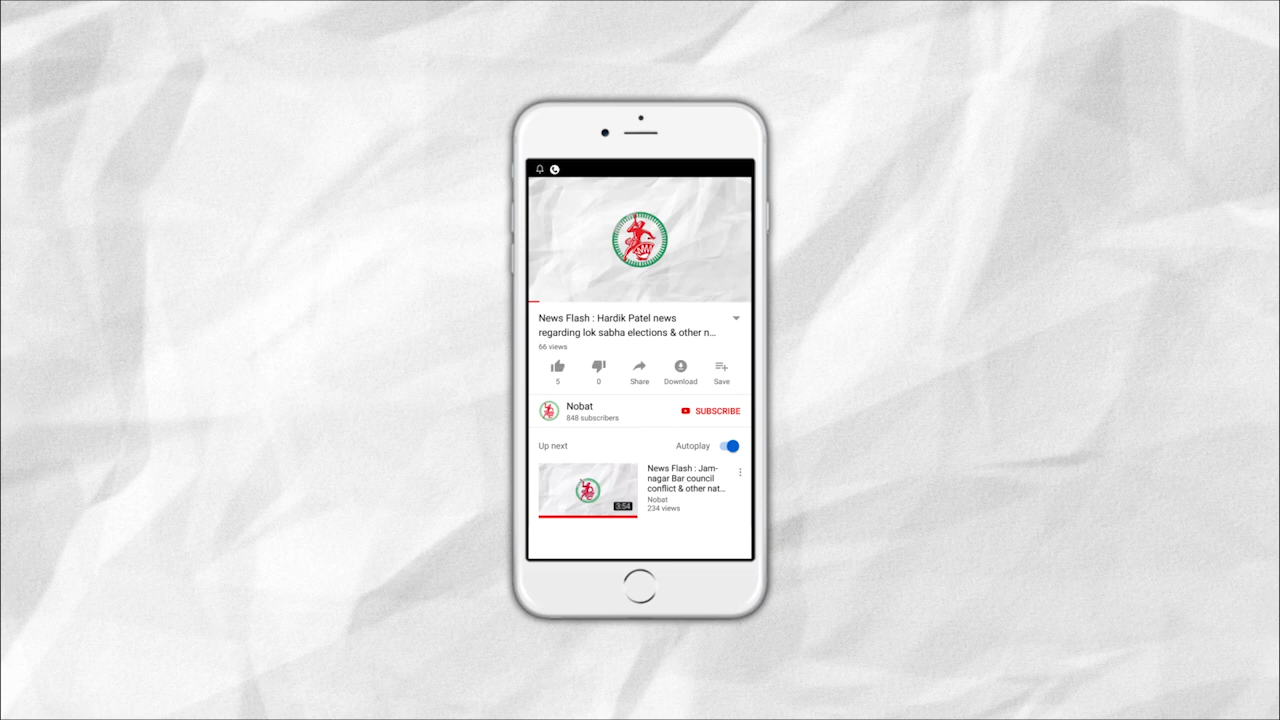 News Flash : Hardik Patel news
regarding lok sabha elections & other n...
66 views
5
0
Share
Download
Save
Nobat
848 subscribers
SUBSCRIBE
Up next
Autoplay
3:54
News Flash : Jam-
nagar Bar council
conflict & other nat...
Nobat
234 views